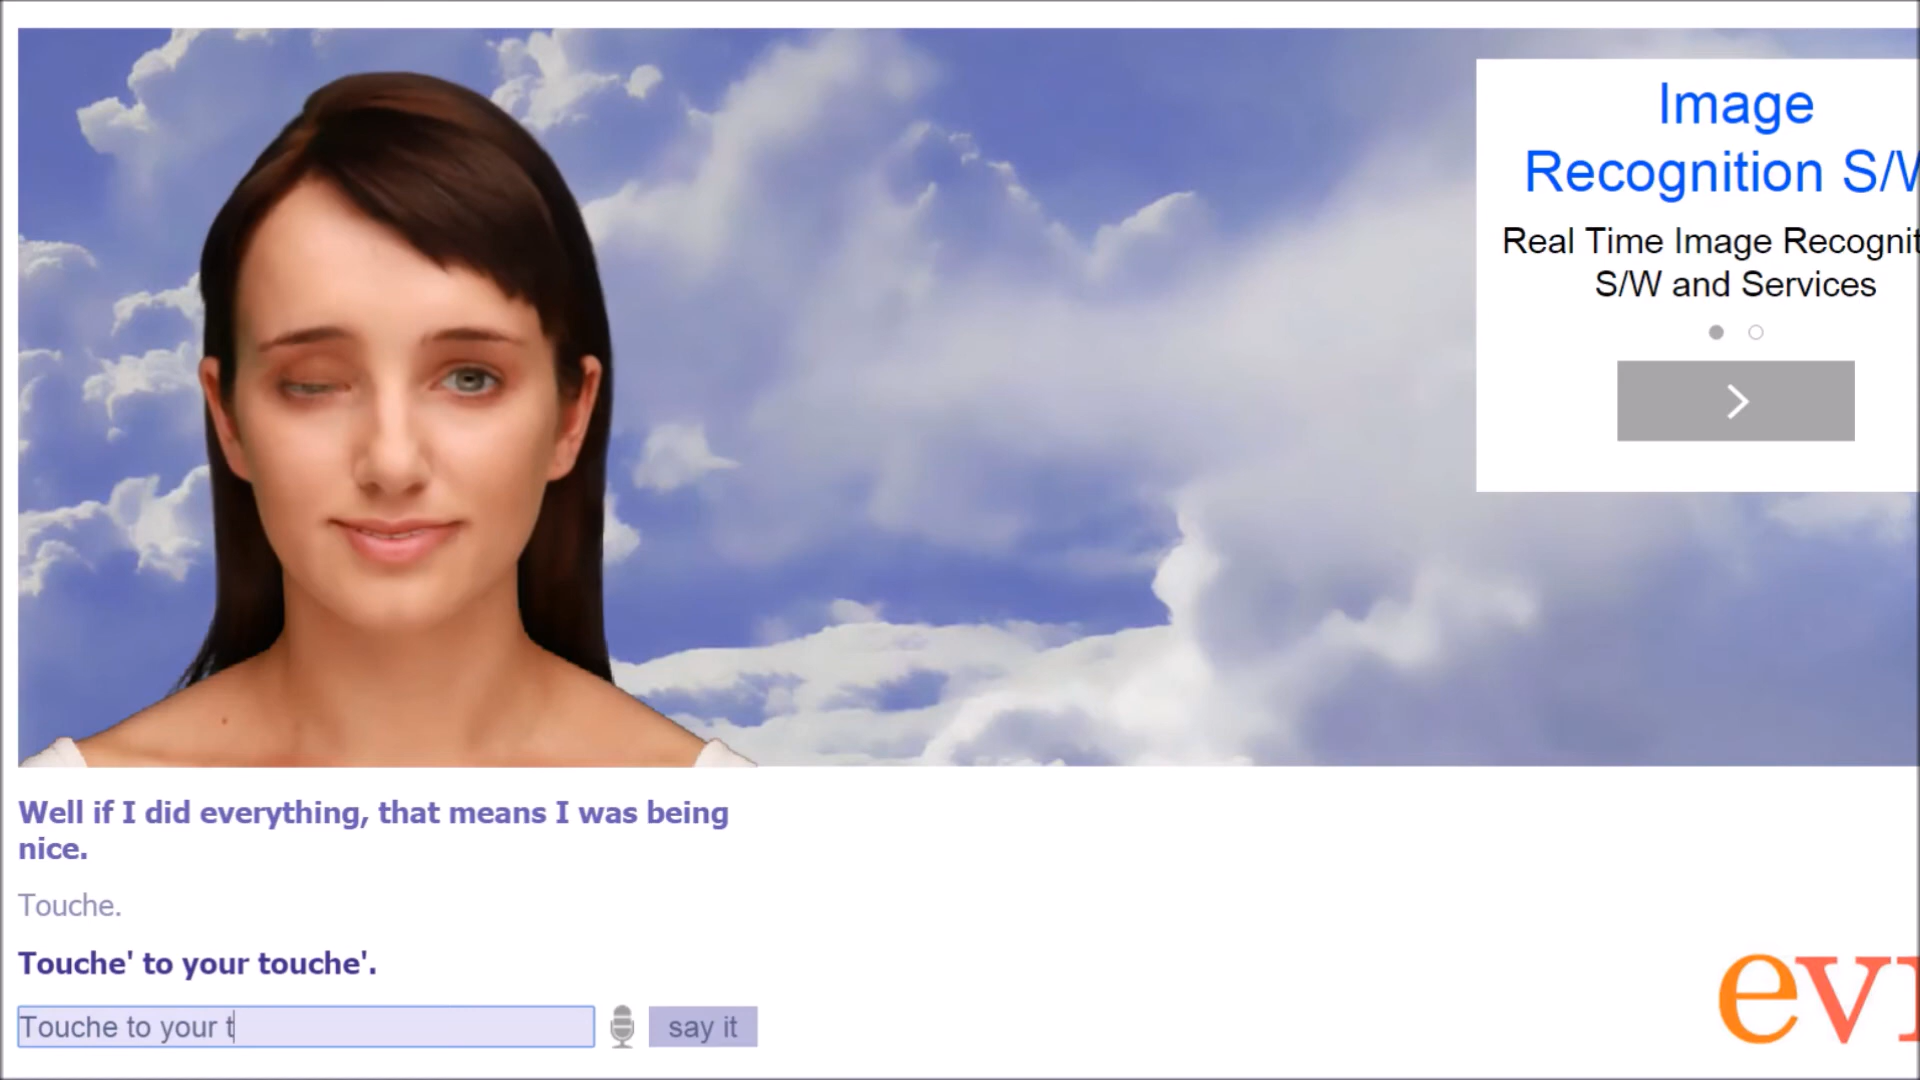 Image
Recognition S/
Real Time Image Recognit
S/W and Services
Well if I did everything, that means I was being
nice.
Touche.
Touche' to your touche'.
Touche to your t
say it
ev